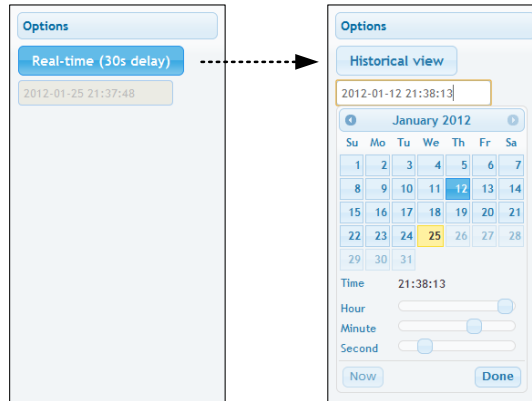 Options
Real-time (30s delay)
2012-01-25 21:37:48
Options
Historical view
2012-01-12 21:38:13
January 2012
Su Mo Tu We Th Fr Sa
1 2 3 4 5 6 7
8 9 10 11 12 13 14
15 16 17 18 19 20 21
22 23 24 25 26 27 28
29 30 31
Time 21:38:13
Hour
Minute
Second
Now Done